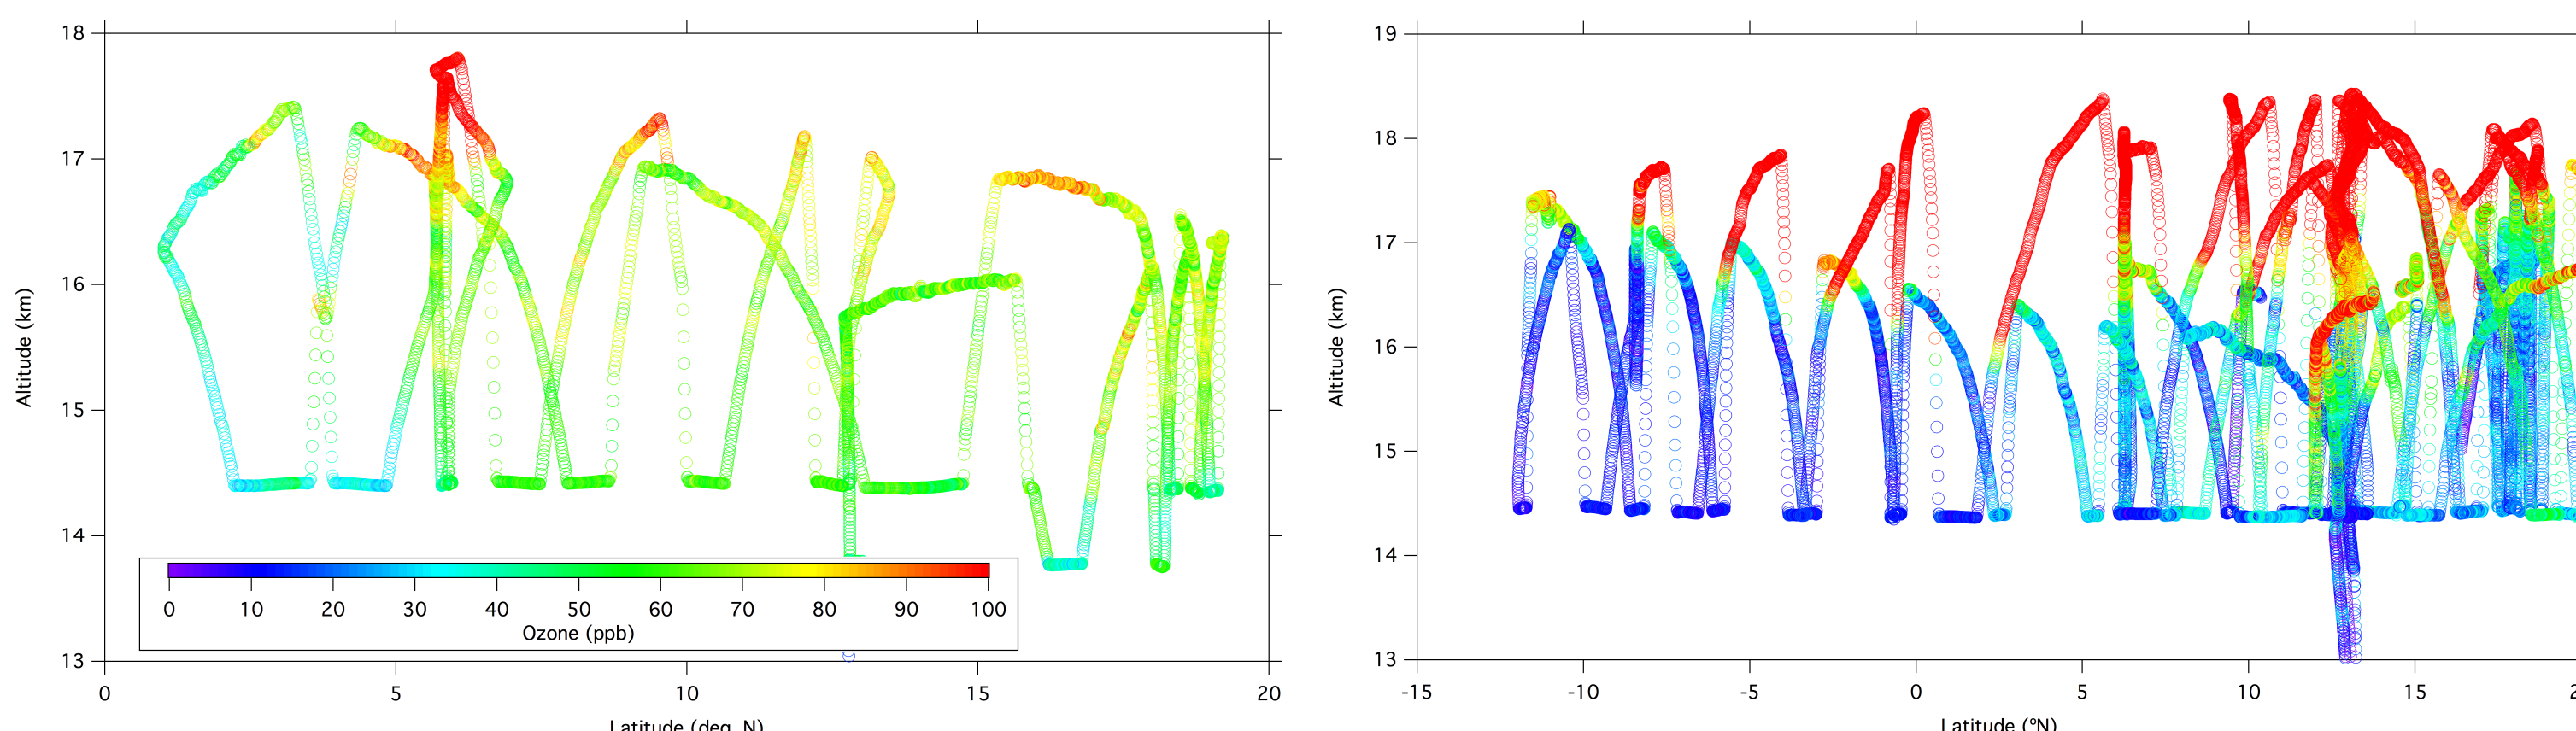 18
17
16
15
14
13
Altitude (km)
0 10 20 30 40 50 60 70 80 90 100
Ozone (ppb)
0 5 10 15 20
Latitude (deg. N)
19
18
17
16
15
14
13
Altitude (km)
-15 -10 -5 0 5 10 15
Latitude (ºN)